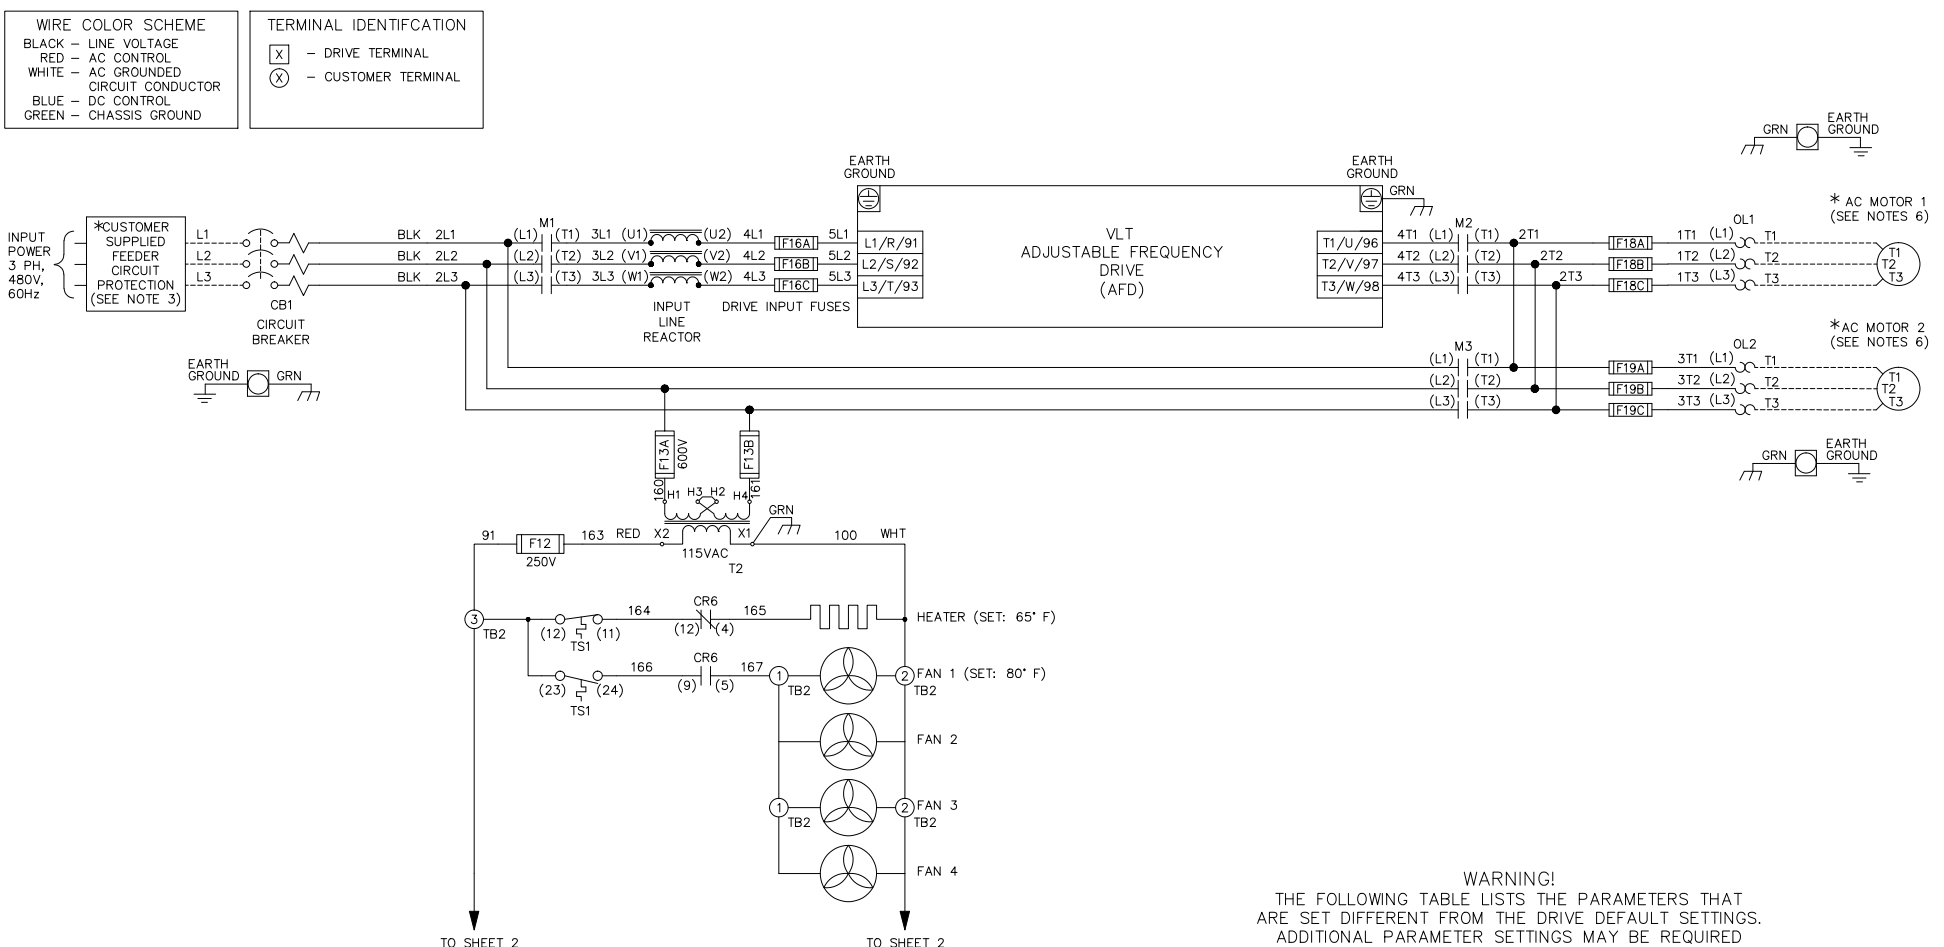 WIRE COLOR SCHEME
BLACK – LINE VOLTAGE
RED – AC CONTROL
WHITE – AC GROUNDED
CIRCUIT CONDUCTOR
BLUE – DC CONTROL
GREEN – CHASSIS GROUND
TERMINAL IDENTIFCATION
X – DRIVE TERMINAL
X – CUSTOMER TERMINAL
GRN
EARTH
GROUND
EARTH
GROUND
EARTH
GROUND
GRN
* AC MOTOR 1
(SEE NOTES 6)
INPUT
POWER
3 PH,
480V,
60Hz
*CUSTOMER
SUPPLIED
FEEDER
CIRCUIT
PROTECTION
(SEE NOTE 3)
L1
L2
L3
CB1
CIRCUIT
BREAKER
BLK 2L1
BLK 2L2
BLK 2L3
M1
(L1) (T1) 3L1 (U1) (U2) 4L1 F16A 5L1 L1/R/91
(L2) (T2) 3L2 (V1) (V2) 4L2 F16B 5L2 L2/S/92
(L3) (T3) 3L3 (W1) (W2) 4L3 F16C 5L3 L3/T/93
INPUT
LINE
REACTOR
DRIVE INPUT FUSES
VLT
ADJUSTABLE FREQUENCY
DRIVE
(AFD)
M2
OL1
T1/U/96 4T1 (L1) (T1) 2T1 F18A 1T1 (L1) T1
T2/V/97 4T2 (L2) (T2) 2T2 F18B 1T2 (L2) T2
T3/W/98 4T3 (L3) (T3) 2T3 F18C 1T3 (L3) T3
T1
T2
T3
*AC MOTOR 2
(SEE NOTES 6)
M3
OL2
(L1) (T1) F19A 3T1 (L1) T1
(L2) (T2) F19B 3T2 (L2) T2
(L3) (T3) F19C 3T3 (L3) T3
T1
T2
T3
EARTH
GROUND
GRN
GRN
EARTH
GROUND
F13A
600V
F13B
160
161
H1 H3 H2 H4
GRN
91 F12 163 RED X2 X1 100 WHT
250V
115VAC
T2
3
TB2
(12) (11)
TS1
164
CR6
(12) (4)
165
HEATER (SET: 65° F)
(23) (24)
TS1
166
CR6
(9) (5)
167
1
TB2
2
TB2
FAN 1 (SET: 80° F)
FAN 2
1
TB2
2
TB2
FAN 3
FAN 4
TO SHEET 2
TO SHEET 2
WARNING!
THE FOLLOWING TABLE LISTS THE PARAMETERS THAT
ARE SET DIFFERENT FROM THE DRIVE DEFAULT SETTINGS.
ADDITIONAL PARAMETER SETTINGS MAY BE REQUIRED